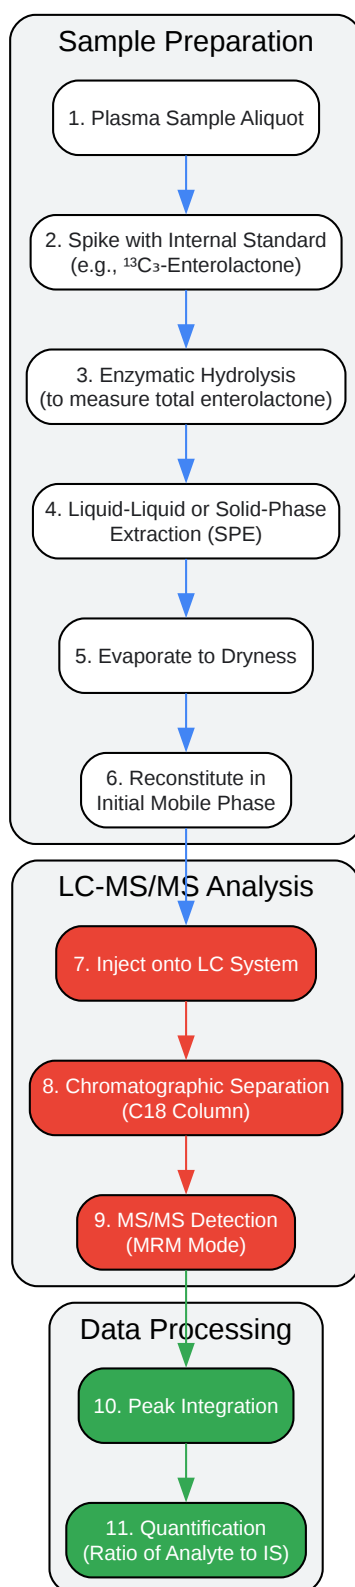 Sample Preparation
1. Plasma Sample Aliquot
2. Spike with Internal Standard
(e.g., ¹³C₃-Enterolactone)
3. Enzymatic Hydrolysis
(to measure total enterolactone)
4. Liquid-Liquid or Solid-Phase
Extraction (SPE)
5. Evaporate to Dryness
6. Reconstitute in
Initial Mobile Phase
LC-MS/MS Analysis
7. Inject onto LC System
8. Chromatographic Separation
(C18 Column)
9. MS/MS Detection
(MRM Mode)
Data Processing
10. Peak Integration
11. Quantification
(Ratio of Analyte to IS)